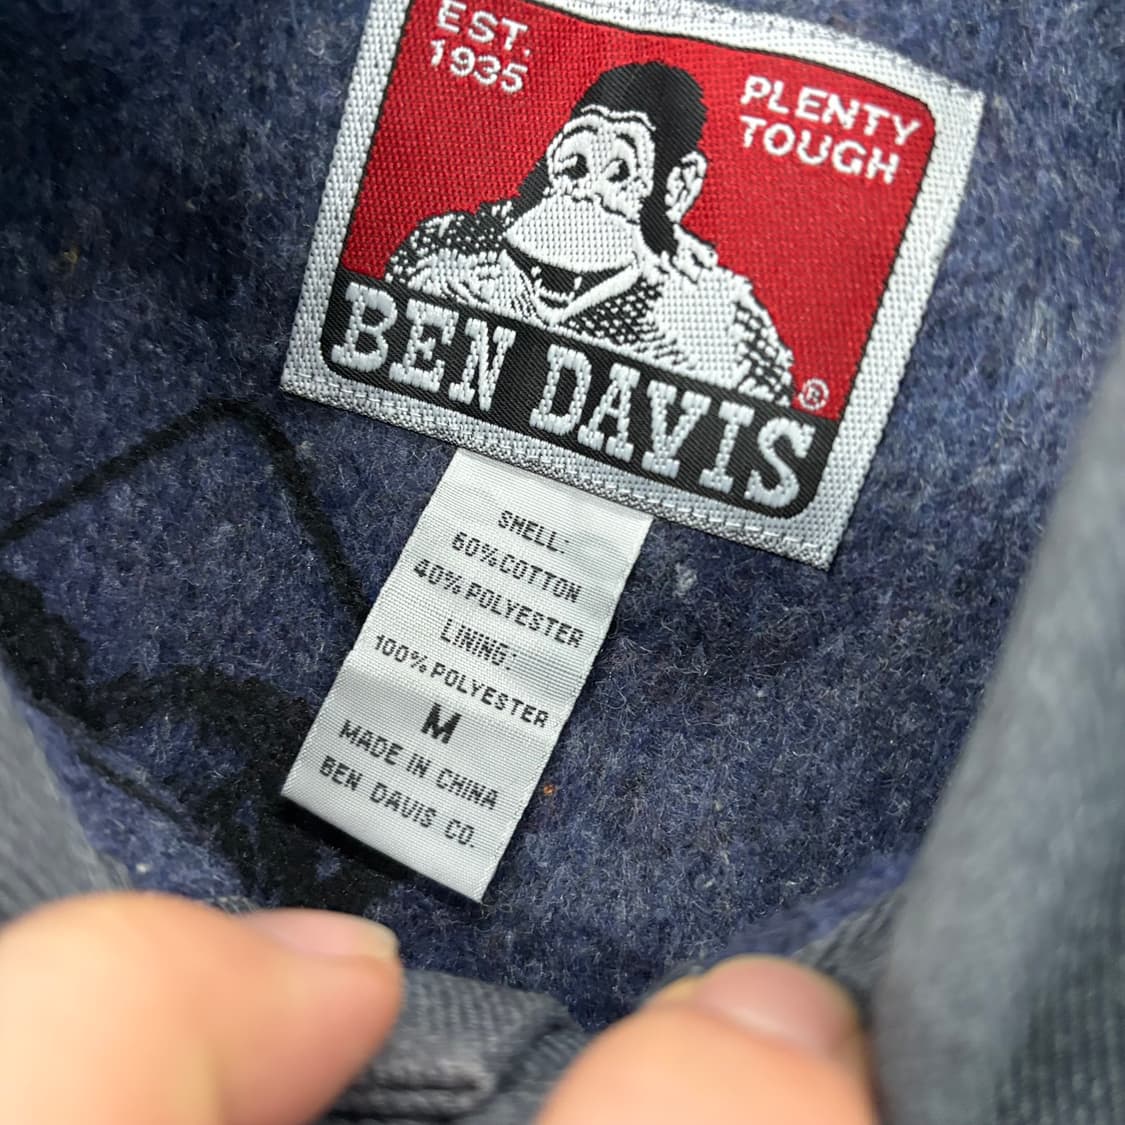 EST.
1935
PLENTY
TOUGH
BEN DAVIS
®
SHELL:
60%COTTON
40%POLYESTER
LINING:
100%POLYESTER
M
MADE IN CHINA
BEN DAVIS CO.